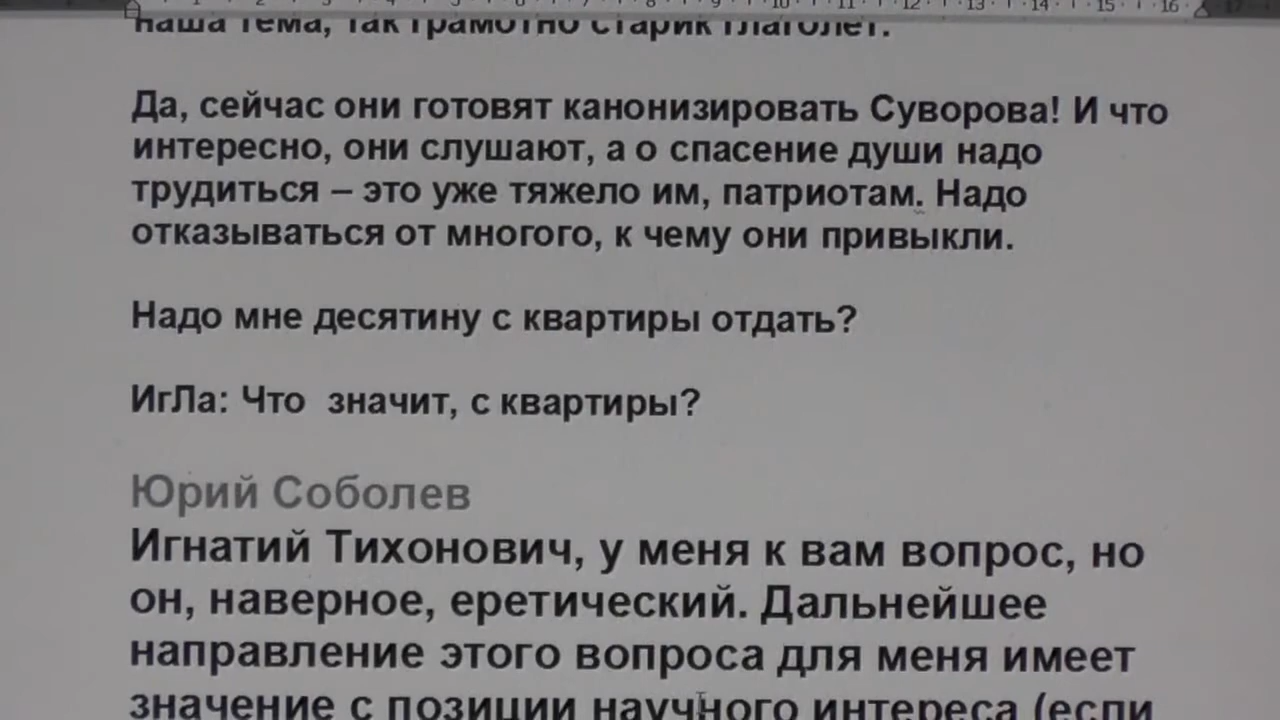 наша тема, так грамотно старик глаголет.
Да, сейчас они готовят канонизировать Суворова! И что
интересно, они слушают, а о спасение души надо
трудиться – это уже тяжело им, патриотам. Надо
отказываться от многого, к чему они привыкли.
Надо мне десятину с квартиры отдать?
ИгЛа: Что  значит, с квартиры?
Юрий Соболев
Игнатий Тихонович, у меня к вам вопрос, но
он, наверное, еретический. Дальнейшее
направление этого вопроса для меня имеет
значение с позиции научного интереса (если